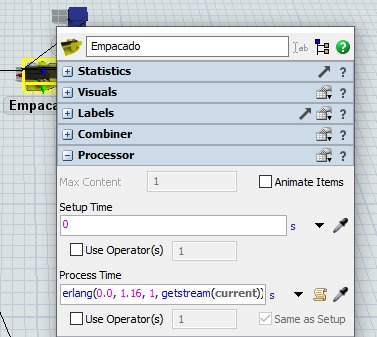 Empacado
Empac
Statistics
?
Visuals
?
Labels
?
Combiner
?
Processor
?
Max Content 1 Animate Items
Setup Time
0 s
Use Operator(s) 1
Process Time
erlang(0.0, 1.16, 1, getstream(current)) s
Use Operator(s) 1 Same as Setup